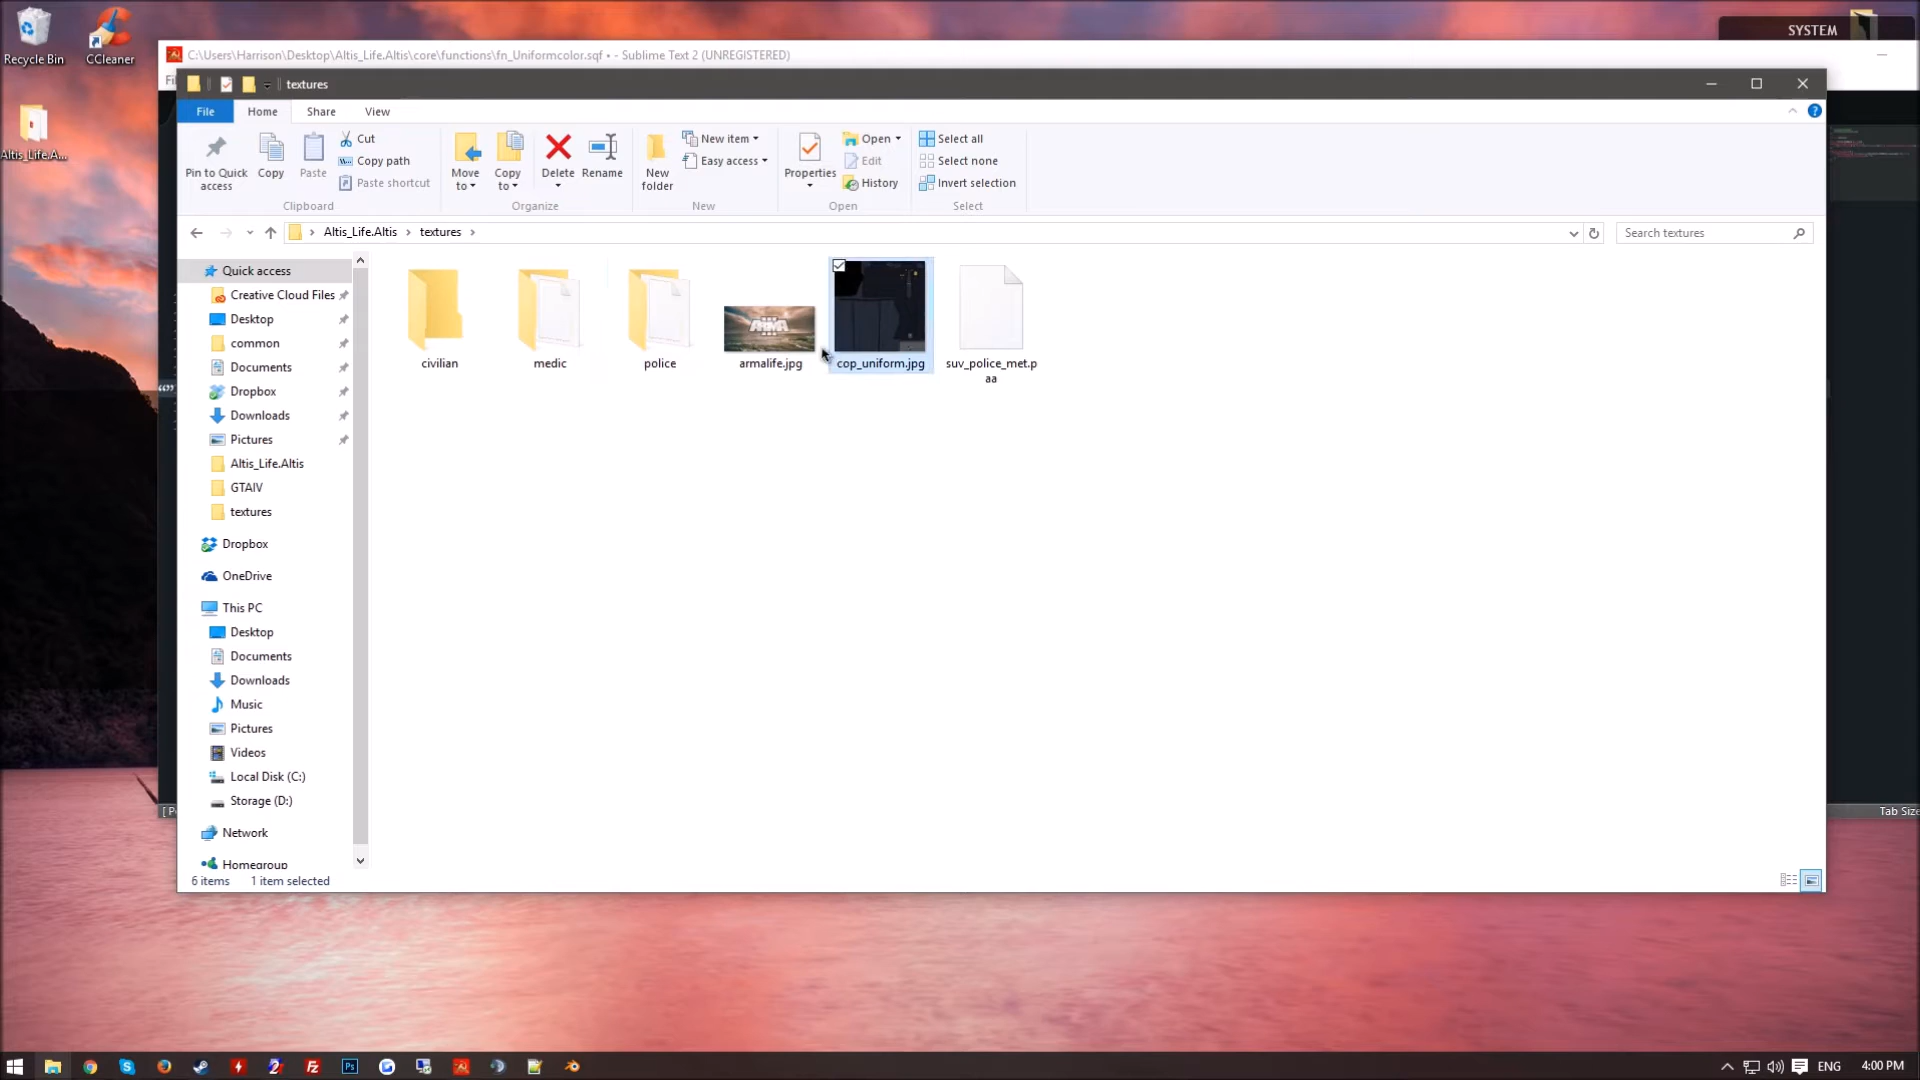 Recycle Bin
CCleaner
Altis_Life.A...
SYSTEM
C:\Users\Harrison\Desktop\Altis_Life.Altis\core\functions\fn_Uniformcolor.sqf • - Sublime Text 2 (UNREGISTERED)
textures
File
Home
Share
View
Pin to Quick access
Copy
Paste
Cut
Copy path
Paste shortcut
Clipboard
Move to
Copy to
Delete
Rename
Organize
New folder
New item
Easy access
New
Properties
Open
Edit
History
Open
Select all
Select none
Invert selection
Select
Altis_Life.Altis
textures
Search textures
Quick access
Creative Cloud Files
Desktop
common
Documents
Dropbox
Downloads
Pictures
Altis_Life.Altis
GTAIV
textures
Dropbox
OneDrive
This PC
Desktop
Documents
Downloads
Music
Pictures
Videos
Local Disk (C:)
Storage (D:)
Network
Homegroup
civilian
medic
police
ARMA
armalife.jpg
cop_uniform.jpg
suv_police_met.p
aa
6 items
1 item selected
Tab Size
ENG
4:00 PM